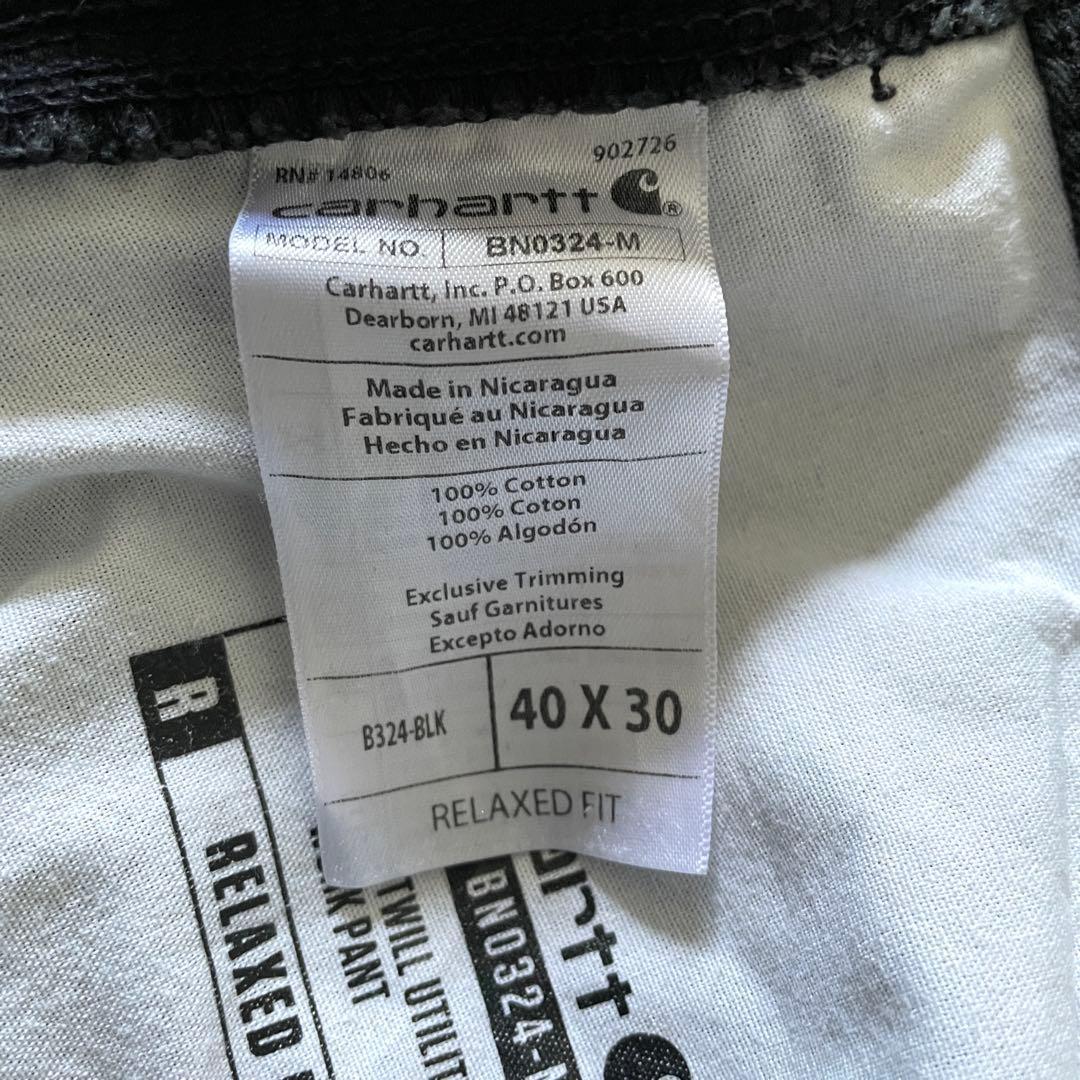 902726
RN# 14806
carhartt ®
MODEL NO. BN0324-M
Carhartt, Inc. P.O. Box 600
Dearborn, MI 48121 USA
carhartt.com
Made in Nicaragua
Fabriqué au Nicaragua
Hecho en Nicaragua
100% Cotton
100% Coton
100% Algodón
Exclusive Trimming
Sauf Garnitures
Excepto Adorno
B324-BLK 40 X 30
RELAXED FIT
R RELAXED
PANT
TWILL
BN0324-